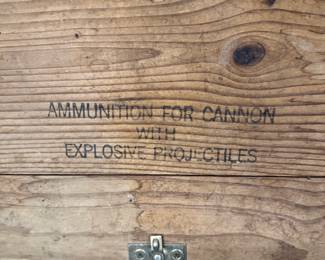 AMMUNITION FOR CANNON
WITH
EXPLOSIVE PROJECTILES